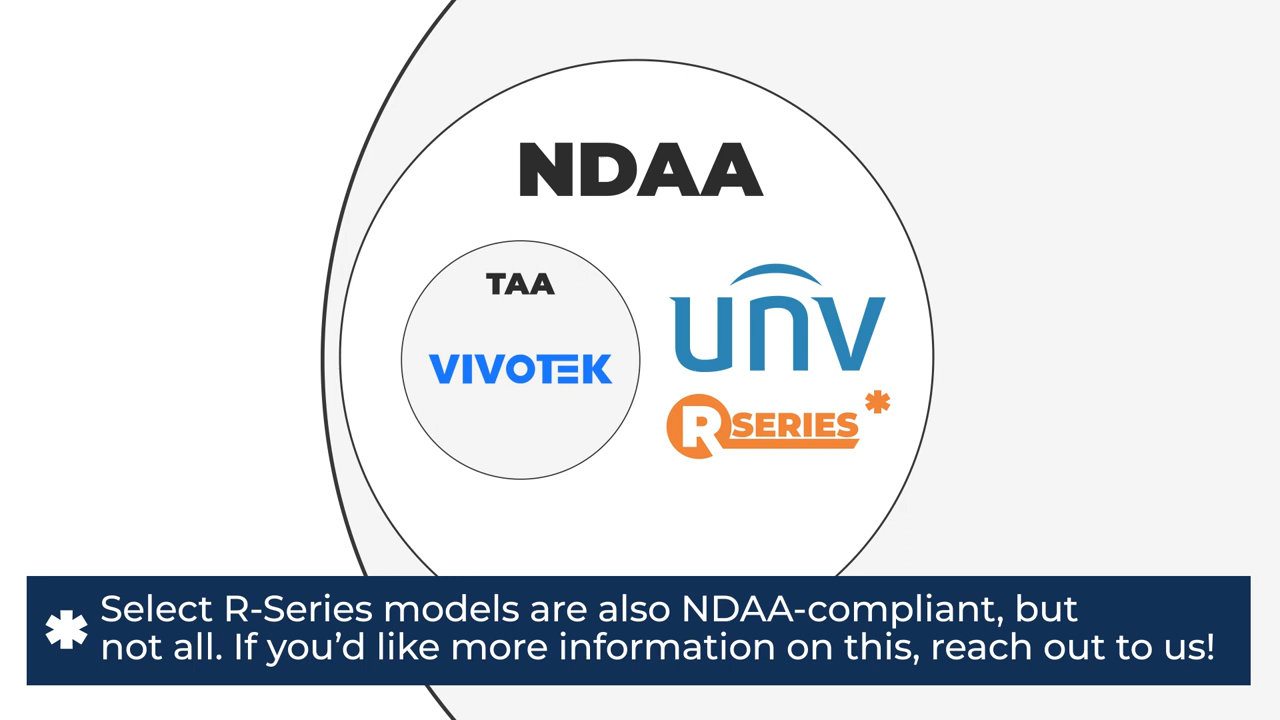 NDAA
TAA
VIVOTEK
unv
R SERIES*
* Select R-Series models are also NDAA-compliant, but
not all. If you’d like more information on this, reach out to us!